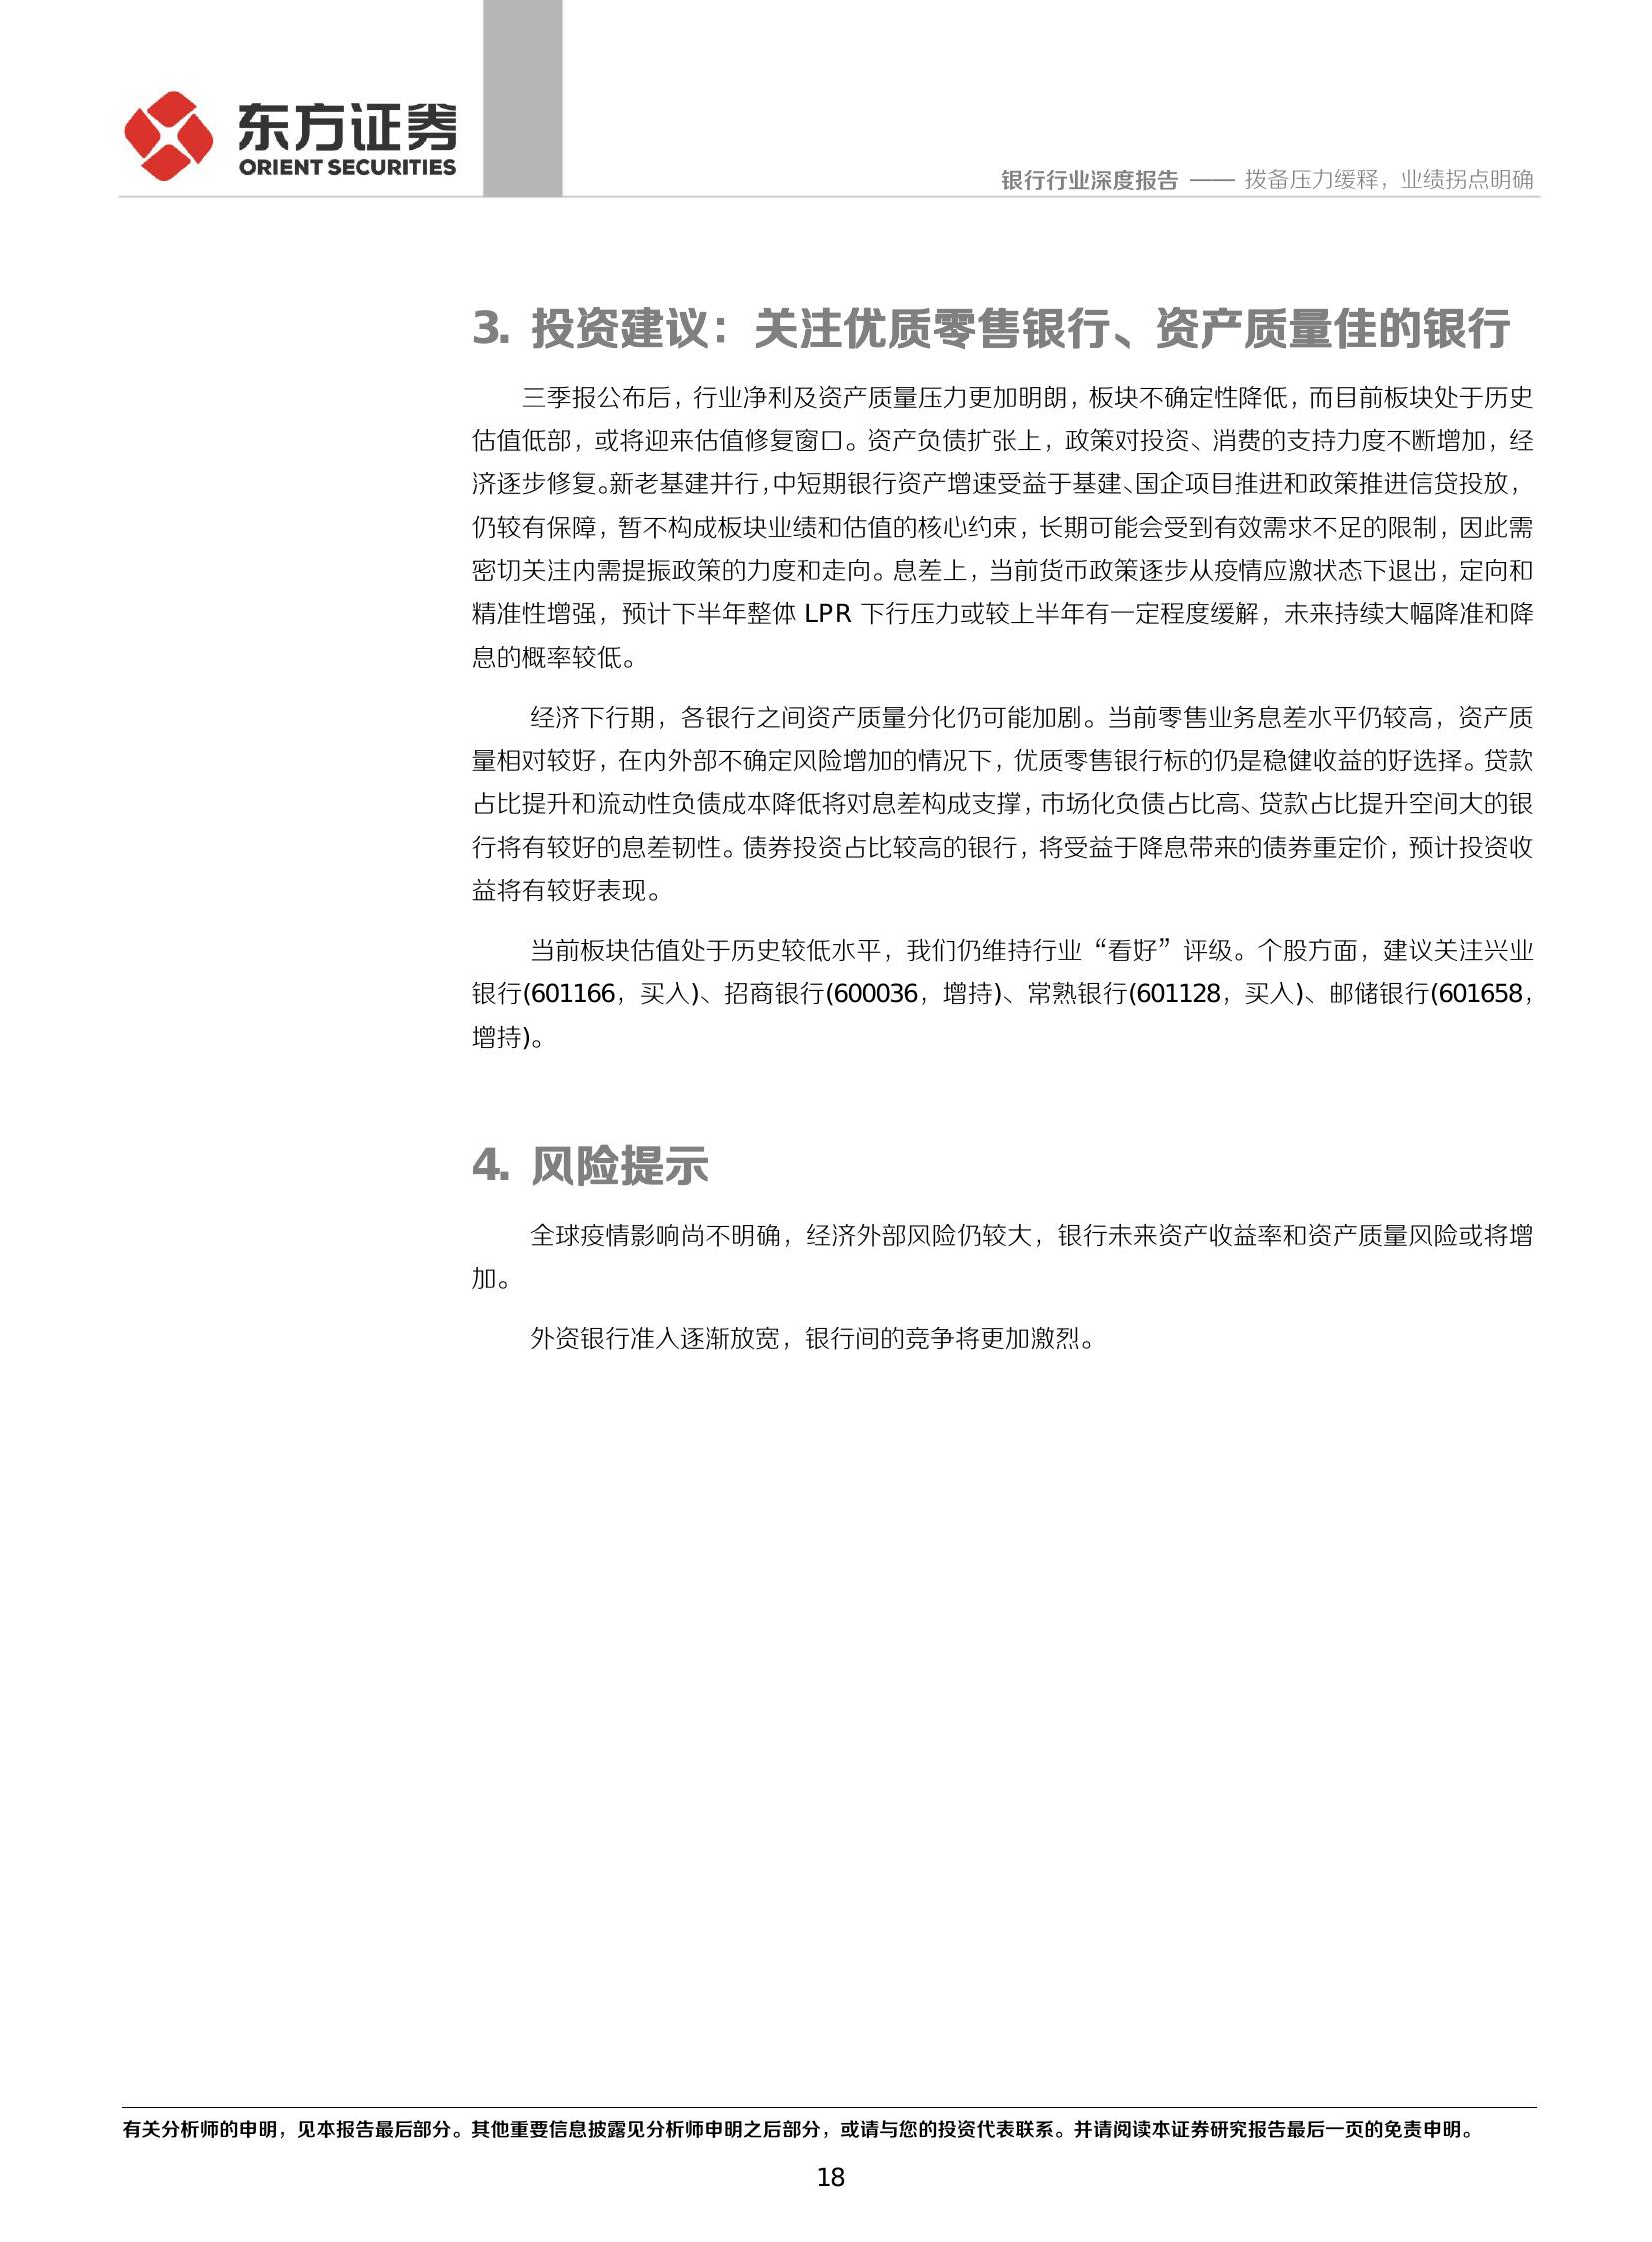 东方证券
ORIENT SECURITIES
银行行业深度报告 —— 拨备压力缓释，业绩拐点明确
3. 投资建议：关注优质零售银行、资产质量佳的银行
三季报公布后，行业净利及资产质量压力更加明朗，板块不确定性降低，而目前板块处于历史
估值低部，或将迎来估值修复窗口。资产负债扩张上，政策对投资、消费的支持力度不断增加，经
济逐步修复。新老基建并行，中短期银行资产增速受益于基建、国企项目推进和政策推进信贷投放，
仍较有保障，暂不构成板块业绩和估值的核心约束，长期可能会受到有效需求不足的限制，因此需
密切关注内需提振政策的力度和走向。息差上，当前货币政策逐步从疫情应激状态下退出，定向和
精准性增强，预计下半年整体 LPR 下行压力或较上半年有一定程度缓解，未来持续大幅降准和降
息的概率较低。
经济下行期，各银行之间资产质量分化仍可能加剧。当前零售业务息差水平仍较高，资产质
量相对较好，在内外部不确定风险增加的情况下，优质零售银行标的仍是稳健收益的好选择。贷款
占比提升和流动性负债成本降低将对息差构成支撑，市场化负债占比高、贷款占比提升空间大的银
行将有较好的息差韧性。债券投资占比较高的银行，将受益于降息带来的债券重定价，预计投资收
益将有较好表现。
当前板块估值处于历史较低水平，我们仍维持行业“看好”评级。个股方面，建议关注兴业
银行(601166，买入)、招商银行(600036，增持)、常熟银行(601128，买入)、邮储银行(601658，
增持)。
4. 风险提示
全球疫情影响尚不明确，经济外部风险仍较大，银行未来资产收益率和资产质量风险或将增
加。
外资银行准入逐渐放宽，银行间的竞争将更加激烈。
有关分析师的申明，见本报告最后部分。其他重要信息披露见分析师申明之后部分，或请与您的投资代表联系。并请阅读本证券研究报告最后一页的免责申明。
18